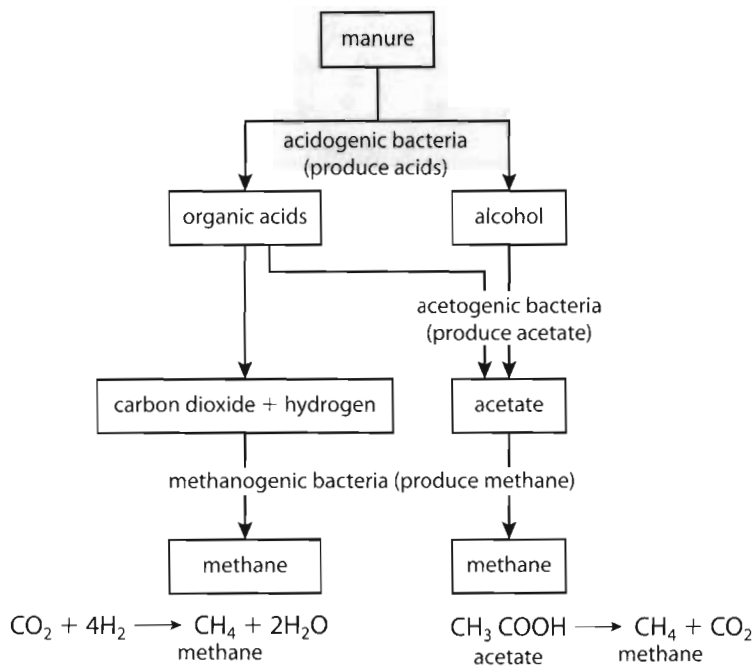 manure
acidogenic bacteria
(produce acids)
organic acids
alcohol
acetogenic bacteria
(produce acetate)
carbon dioxide + hydrogen
acetate
methanogenic bacteria (produce methane)
methane
methane
CO₂ + 4H₂ ⟶ CH₄ + 2H₂O
methane
CH₃ COOH ⟶ CH₄ + CO₂
acetate methane